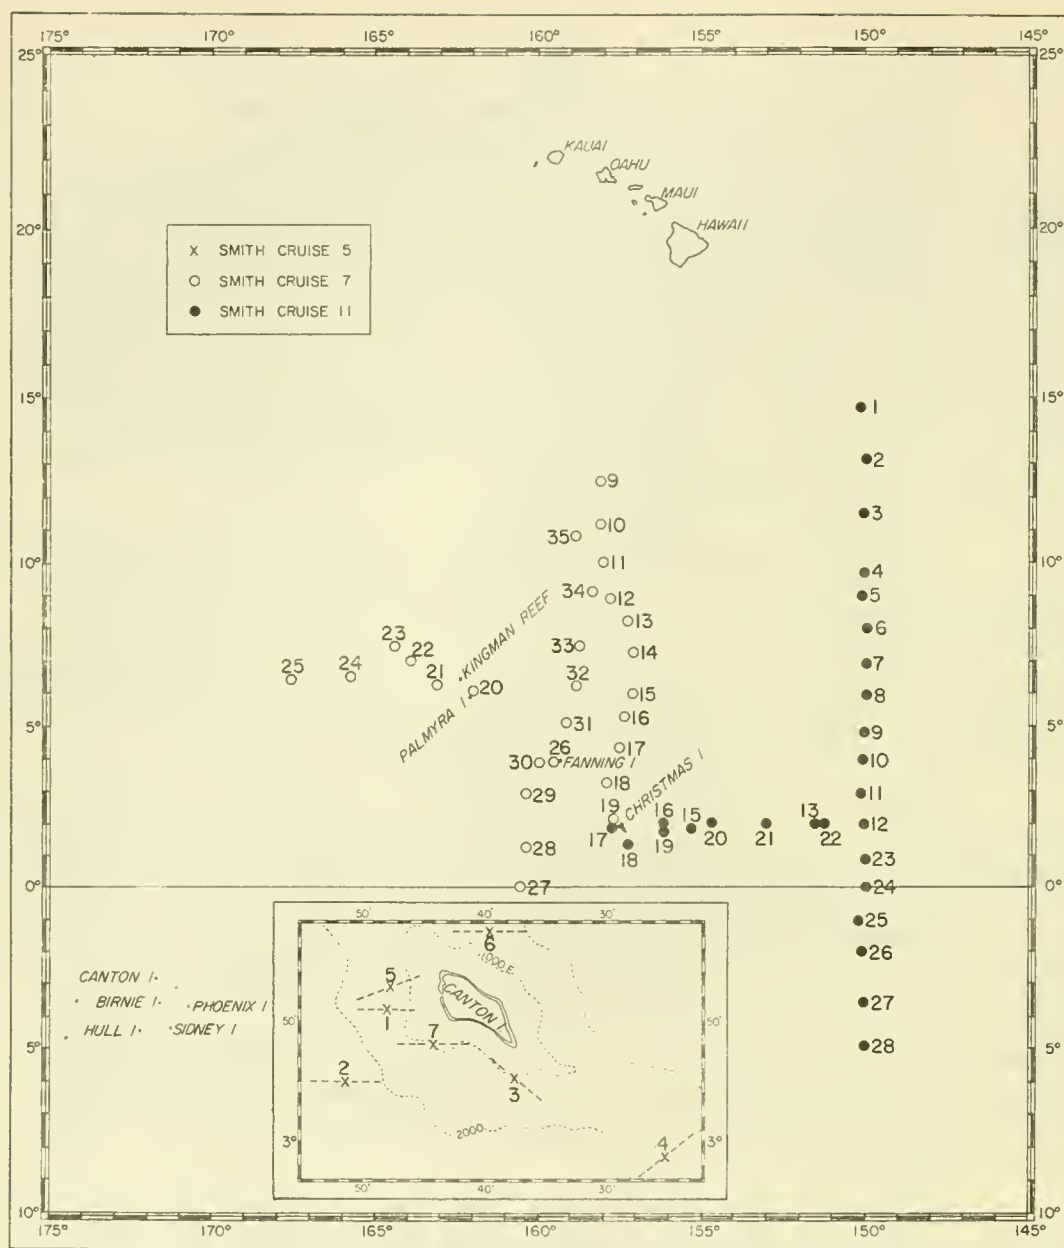 175° 170° 165° 160° 155° 150° 145°
25° 25°
KAUAI
OAHU
MAUI
HAWAII
20° 20°
X SMITH CRUISE 5
O SMITH CRUISE 7
● SMITH CRUISE 11
15° 15°
1
2
9
3
10
35
11
10° 10°
4
34 12
5
13
6
KINGMAN REEF
23
33
14
22
7
25 24
21
32
20
15
8
PALMYRA I
16
31
5° 5°
9
26
17
30
FANNING I
10
18
CHRISTMAS I
29
11
19
16 15 13
12
17
18
19
20 21 22
28
23
27
0° 0°
24
25
26
27
28
CANTON I
BIRNIE I
PHOENIX I
HULL I
SIDNEY I
5° 5°
50' 40' 30'
6
1000 F.
5
CANTON I.
50' 50'
1
7
2
3
2000
3° 3°
4
50' 40' 30'
10° 10°
175° 170° 165° 160° 155° 150° 145°